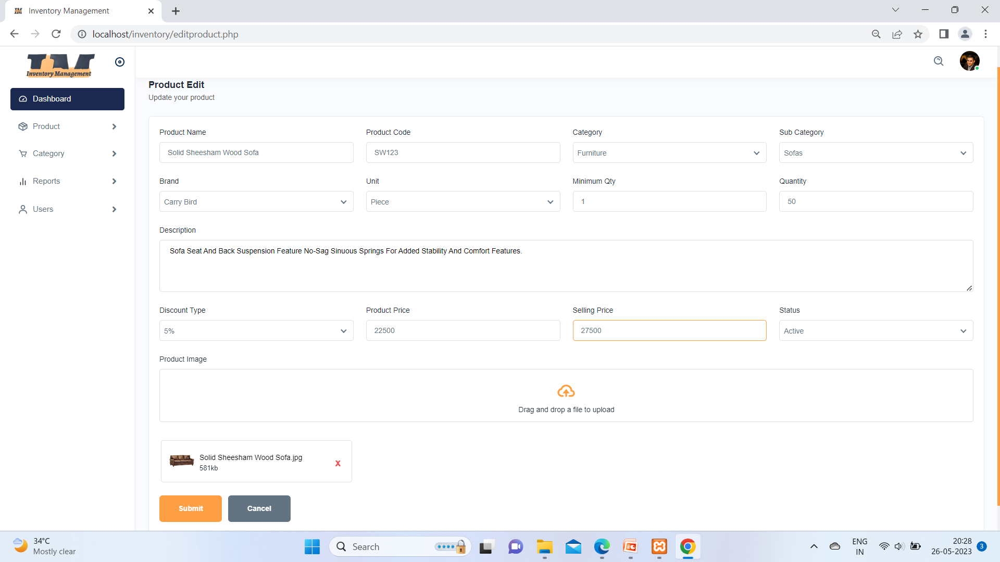 IM Inventory Management
localhost/inventory/editproduct.php
Inventory Management
Product Edit
Update your product
Dashboard
Product
Category
Reports
Users
Product Name
Product Code
Category
Sub Category
Solid Sheesham Wood Sofa
SW123
Furniture
Sofas
Brand
Unit
Minimum Qty
Quantity
Carry Bird
Piece
1
50
Description
Sofa Seat And Back Suspension Feature No-Sag Sinuous Springs For Added Stability And Comfort Features.
Discount Type
Product Price
Selling Price
Status
5%
22500
27500
Active
Product Image
Drag and drop a file to upload
Solid Sheesham Wood Sofa.jpg
581kb
x
Submit
Cancel
34°C
Mostly clear
Search
****
ENG
IN
20:28
26-05-2023
3